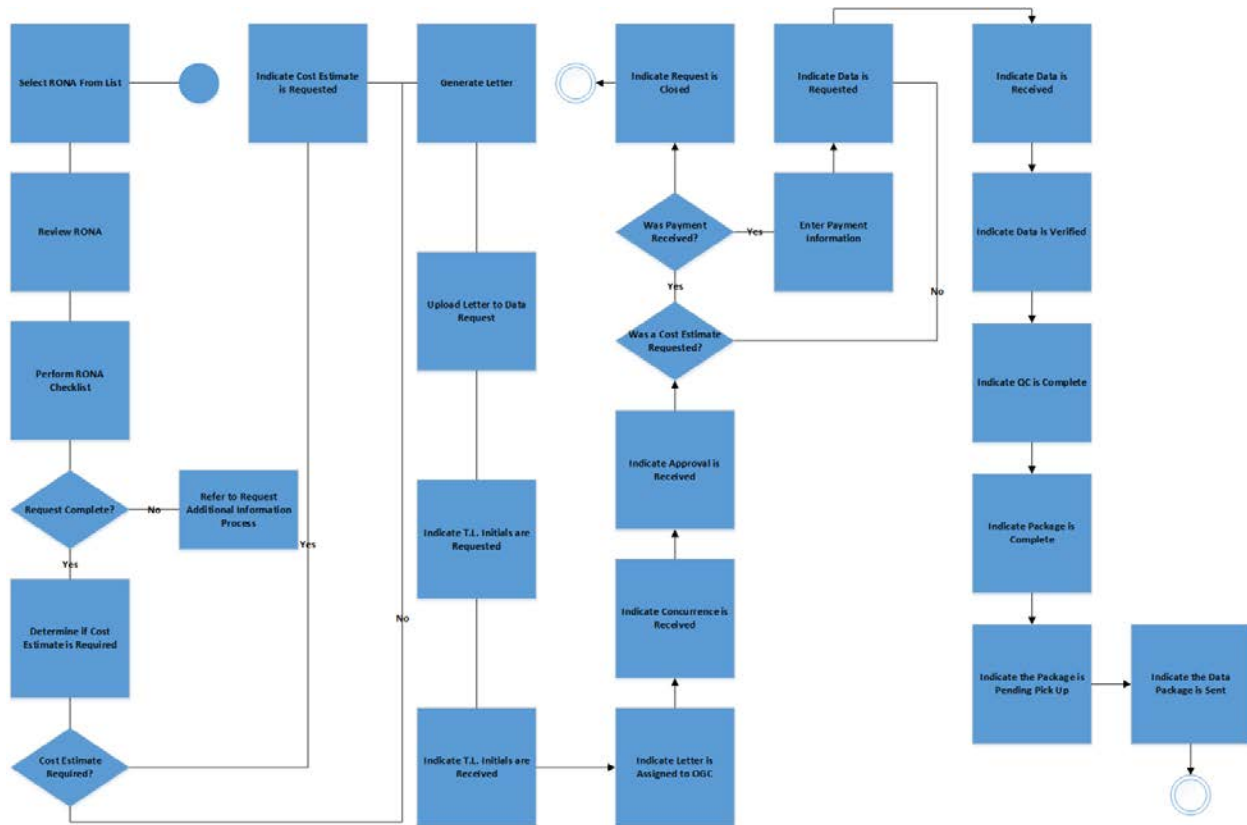 Select RONA From List
Review RONA
Perform RONA
Checklist
Request Complete?
No
Refer to Request
Additional Information
Process
Yes
Determine if Cost
Estimate is Required
Cost Estimate
Required?
Yes
No
Indicate Cost Estimate
is Requested
Generate Letter
Upload Letter to Data
Request
Indicate T.L. Initials are
Requested
Indicate T.L. Initials are
Received
Indicate Letter is
Assigned to OGC
Indicate Concurrence is
Received
Indicate Approval is
Received
Was a Cost Estimate
Requested?
Yes
No
Was Payment
Received?
Yes
Indicate Request is
Closed
Enter Payment
Information
Indicate Data is
Requested
Indicate Data is
Received
Indicate Data is Verified
Indicate QC is Complete
Indicate Package is
Complete
Indicate the Package is
Pending Pick Up
Indicate the Data
Package is Sent